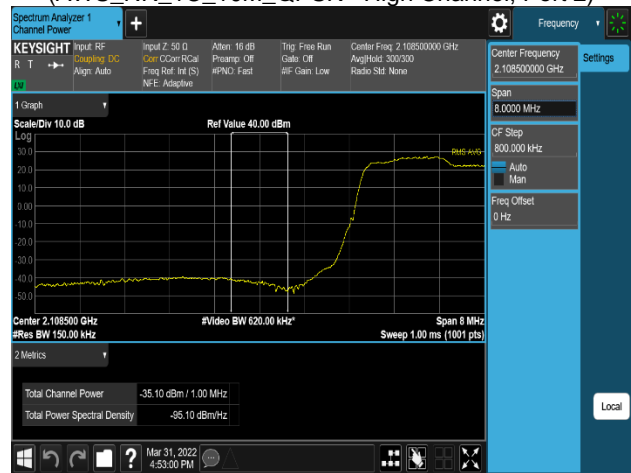 Spectrum Analyzer 1
Channel Power
+
Frequency
KEYSIGHT
R T
LXI
Input: RF
Coupling: DC
Align: Auto
Input Z: 50 Ω
Corr CCorr RCal
Freq Ref: Int (S)
NFE: Adaptive
Atten: 16 dB
Preamp: Off
#PNO: Fast
Trig: Free Run
Gate: Off
#IF Gain: Low
Center Freq: 2.108500000 GHz
Avg|Hold: 300/300
Radio Std: None
Center Frequency
2.108500000 GHz
Settings
Span
8.0000 MHz
CF Step
800.000 kHz
Auto
Man
Freq Offset
0 Hz
1 Graph
Scale/Div 10.0 dB
Ref Value 40.00 dBm
Log
RMS AVG
30.0
20.0
10.0
0.00
-10.0
-20.0
-30.0
-40.0
-50.0
Center 2.108500 GHz
#Video BW 620.00 kHz*
Span 8 MHz
#Res BW 150.00 kHz
Sweep 1.00 ms (1001 pts)
2 Metrics
Total Channel Power
-35.10 dBm / 1.00 MHz
Total Power Spectral Density
-95.10 dBm/Hz
Local
?
Mar 31, 2022
4:53:00 PM